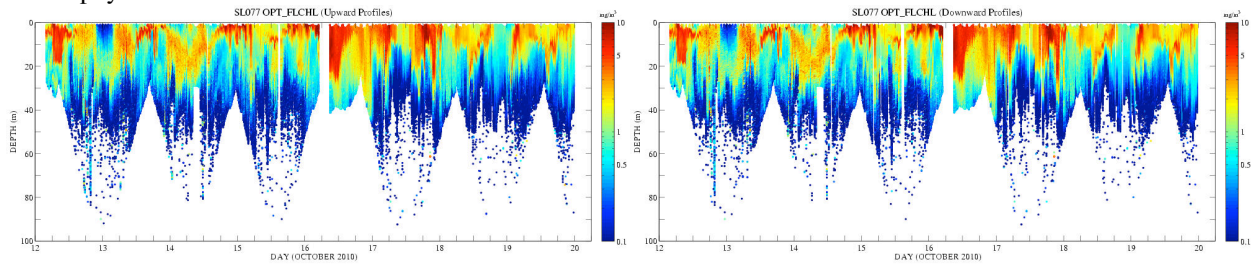 SL077 OPT_FLCHL (Upward Profiles)
mg/m³
0
20
40
60
80
100
DEPTH (m)
12 13 14 15 16 17 18 19 20
DAY (OCTOBER 2010)
10
5
1
0.5
0.1
SL077 OPT_FLCHL (Downward Profiles)
mg/m³
0
20
40
60
80
100
DEPTH (m)
12 13 14 15 16 17 18 19 20
DAY (OCTOBER 2010)
10
5
1
0.5
0.1